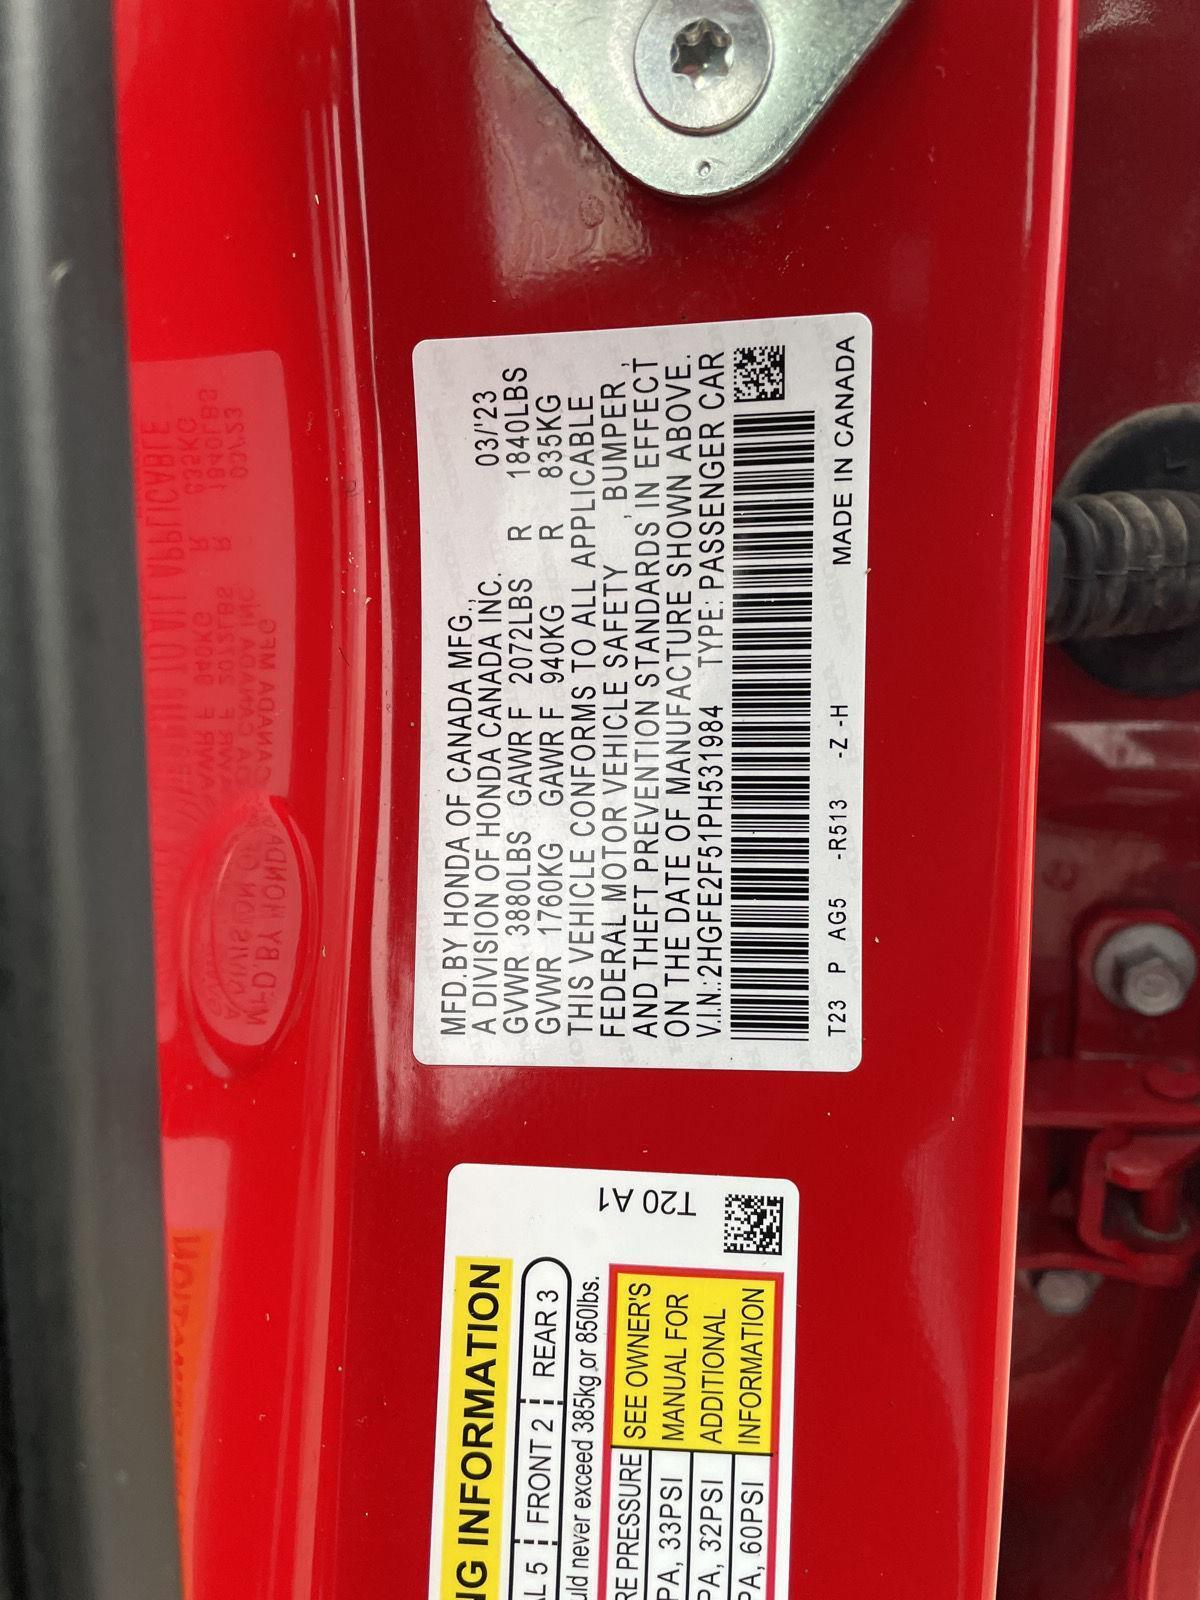 MFD.BY HONDA OF CANADA MFG.,
A DIVISION OF HONDA CANADA INC. 03/'23
GVWR 3880LBS GAWR F 2072LBS R 1840LBS
GVWR 1760KG GAWR F 940KG R 835KG
THIS VEHICLE CONFORMS TO ALL APPLICABLE
FEDERAL MOTOR VEHICLE SAFETY , BUMPER ,
AND THEFT PREVENTION STANDARDS IN EFFECT
ON THE DATE OF MANUFACTURE SHOWN ABOVE.
V.I.N.:2HGFE2F51PH531984 TYPE: PASSENGER CAR
T23 P AG5 -R513 -Z -H MADE IN CANADA
T20 A1
INFORMATION
5 FRONT 2 REAR 3
never exceed 385kg or 850lbs.
PRESSURE SEE OWNER'S
33PSI MANUAL FOR
32PSI ADDITIONAL
60PSI INFORMATION